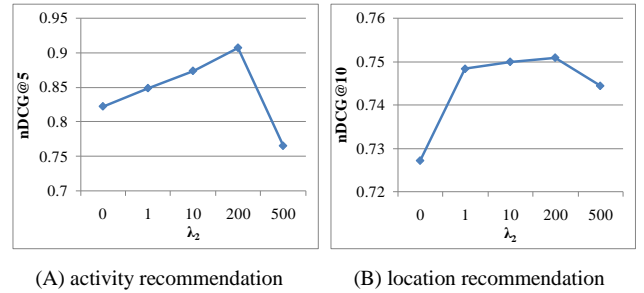 nDCG@5
0.95
0.9
0.85
0.8
0.75
0.7
0 1 10 200 500
λ2
nDCG@10
0.76
0.75
0.74
0.73
0.72
0 1 10 200 500
λ2
(A) activity recommendation
(B) location recommendation